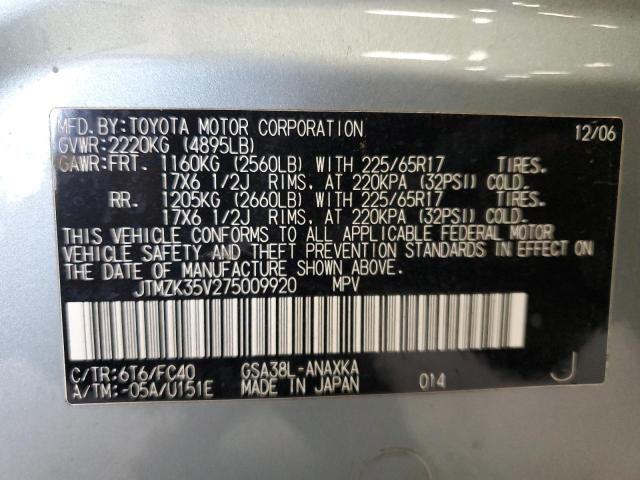 MFD. BY: TOYOTA MOTOR CORPORATION 12/06
GVWR: 2220KG (4895LB)
GAWR: FRT. 1160KG (2560LB) WITH 225/65R17 TIRES.
17X6 1/2J RIMS, AT 220KPA (32PSI) COLD.
RR. 1205KG (2660LB) WITH 225/65R17 TIRES.
17X6 1/2J RIMS, AT 220KPA (32PSI) COLD.
THIS VEHICLE CONFORMS TO ALL APPLICABLE FEDERAL MOTOR
VEHICLE SAFETY AND THEFT PREVENTION STANDARDS IN EFFECT ON
THE DATE OF MANUFACTURE SHOWN ABOVE.
JTMZK35V275009920 MPV
C/TR: 6T6/FC40 GSA38L-ANAXKA J
A/TM: -05A/U151E MADE IN JAPAN 014